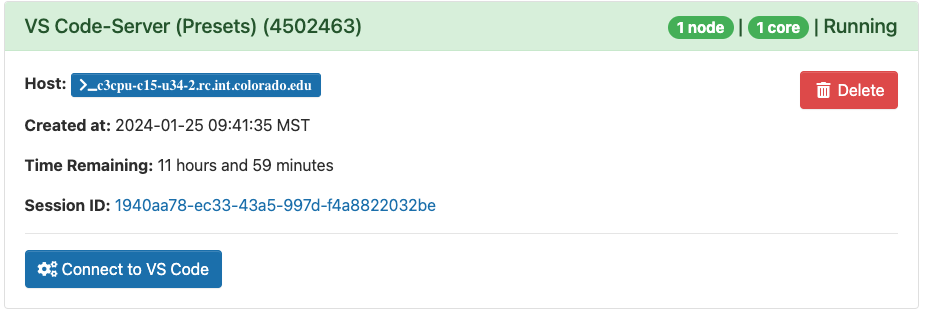 VS Code-Server (Presets) (4502463) 1 node | 1 core | Running
Host: >_c3cpu-c15-u34-2.rc.int.colorado.edu Delete
Created at: 2024-01-25 09:41:35 MST
Time Remaining: 11 hours and 59 minutes
Session ID: 1940aa78-ec33-43a5-997d-f4a8822032be
Connect to VS Code